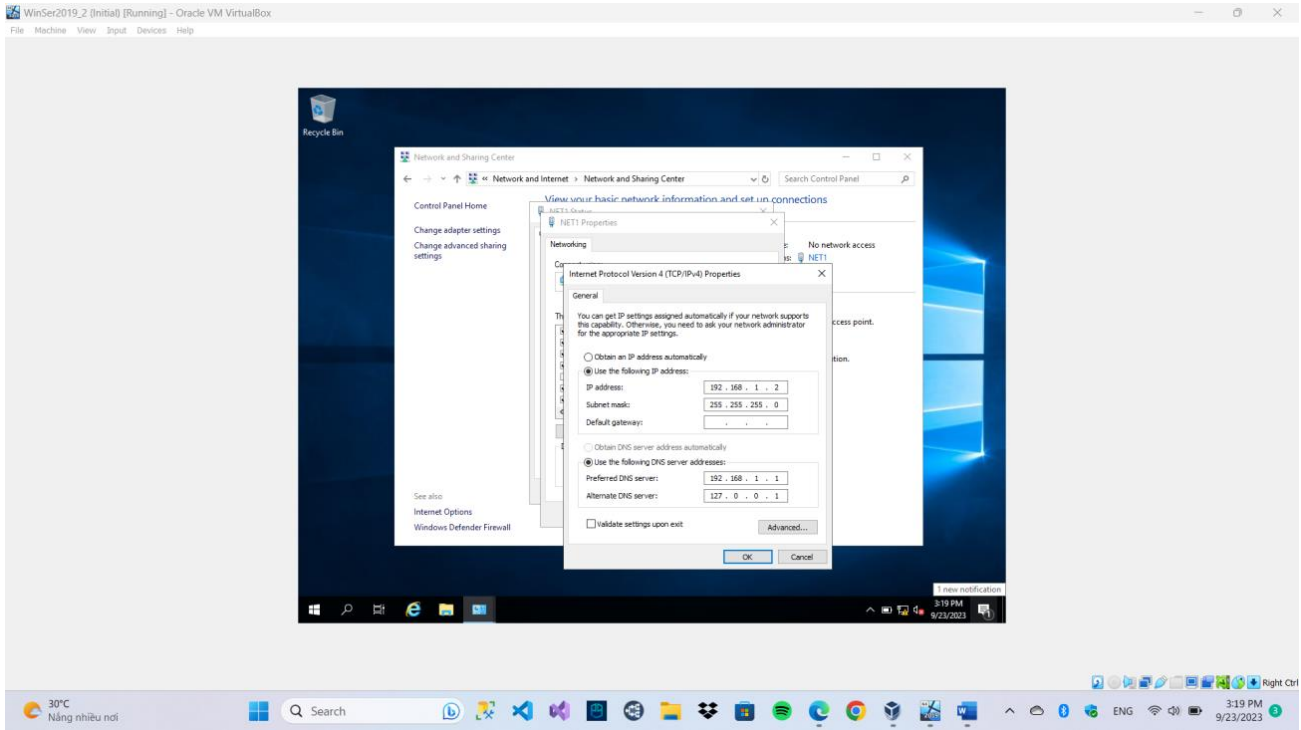 WinSer2019_2 (Initial) [Running] - Oracle VM VirtualBox
File Machine View Input Devices Help
Recycle Bin
Network and Sharing Center
« Network and Internet › Network and Sharing Center
Search Control Panel
Control Panel Home
Change adapter settings
Change advanced sharing
settings
View your basic network information and set up connections
NET1 Status
NET1 Properties
Networking
No network access
NET1
ccess point.
Internet Protocol Version 4 (TCP/IPv4) Properties
General
You can get IP settings assigned automatically if your network supports
this capability. Otherwise, you need to ask your network administrator
for the appropriate IP settings.
Obtain an IP address automatically
Use the following IP address:
IP address: 192 . 168 . 1 . 2
Subnet mask: 255 . 255 . 255 . 0
Default gateway: . . .
Obtain DNS server address automatically
Use the following DNS server addresses:
Preferred DNS server: 192 . 168 . 1 . 1
Alternate DNS server: 127 . 0 . 0 . 1
Validate settings upon exit
Advanced...
OK Cancel
See also
Internet Options
Windows Defender Firewall
1 new notification
3:19 PM
9/23/2023
Right Ctrl
30°C
Nắng nhiều nơi
Search
ENG
3:19 PM
9/23/2023
3